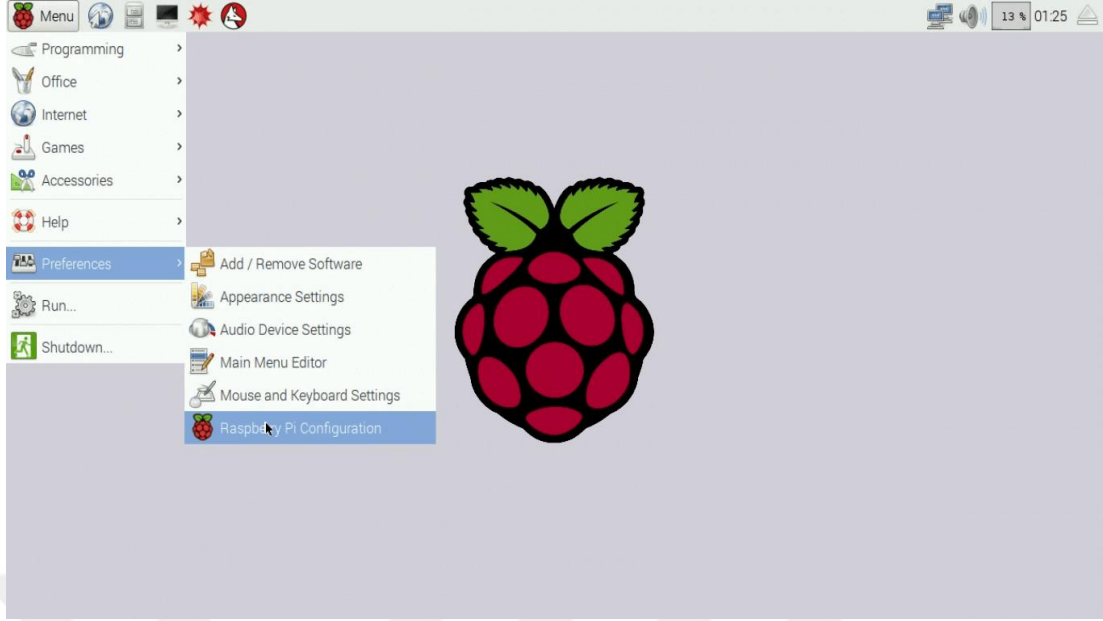 Menu
13 %
01:25
Programming
Office
Internet
Games
Accessories
Help
Preferences
Run...
Shutdown...
Add / Remove Software
Appearance Settings
Audio Device Settings
Main Menu Editor
Mouse and Keyboard Settings
Raspberry Pi Configuration